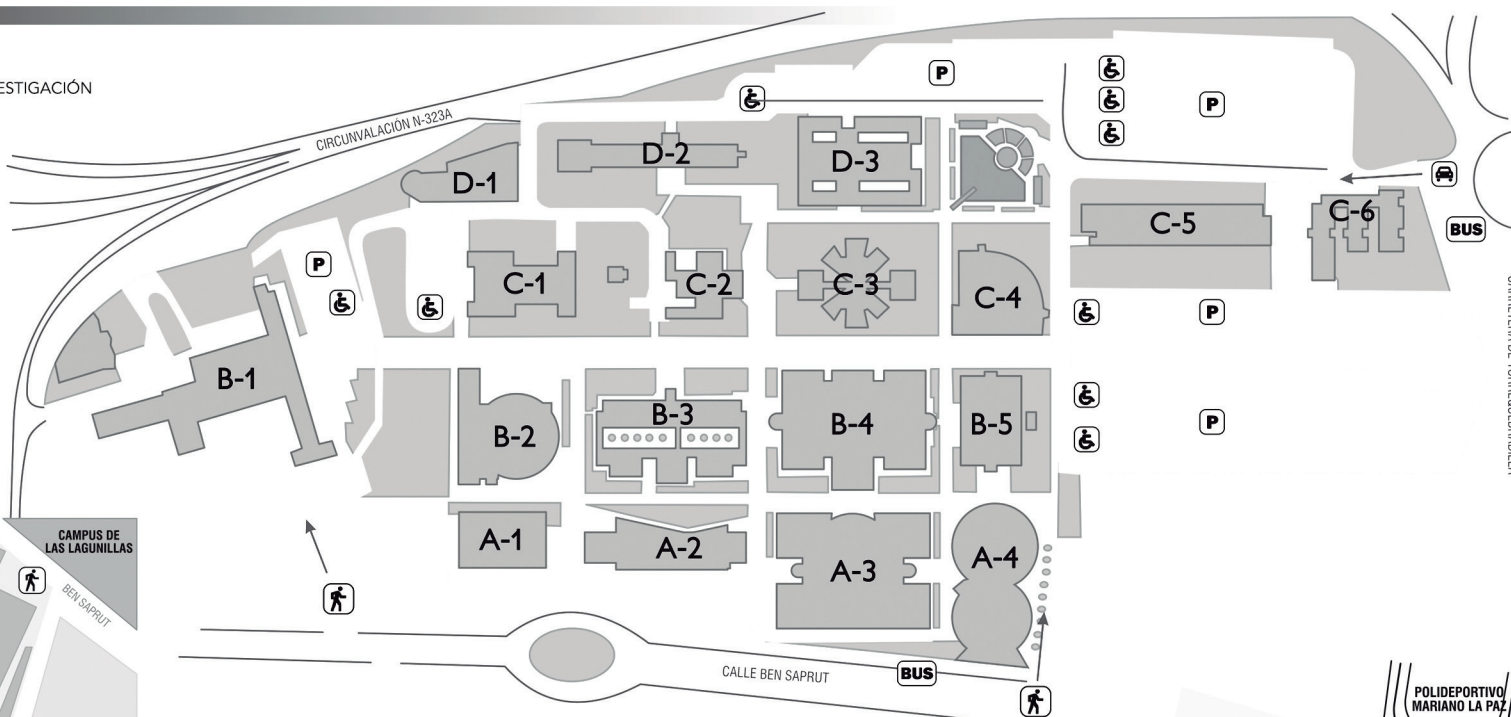 ESTIGACIÓN
CIRCUNVALACIÓN N-323A
P
P
D-1
D-2
D-3
C-5
C-6
BUS
P
C-1
C-2
C-3
C-4
P
B-1
B-2
B-3
B-4
B-5
P
A-1
A-2
A-3
A-4
CAMPUS DE
LAS LAGUNILLAS
BEN SAPRUT
CALLE BEN SAPRUT
BUS
POLIDEPORTIVO
MARIANO LA PAZ